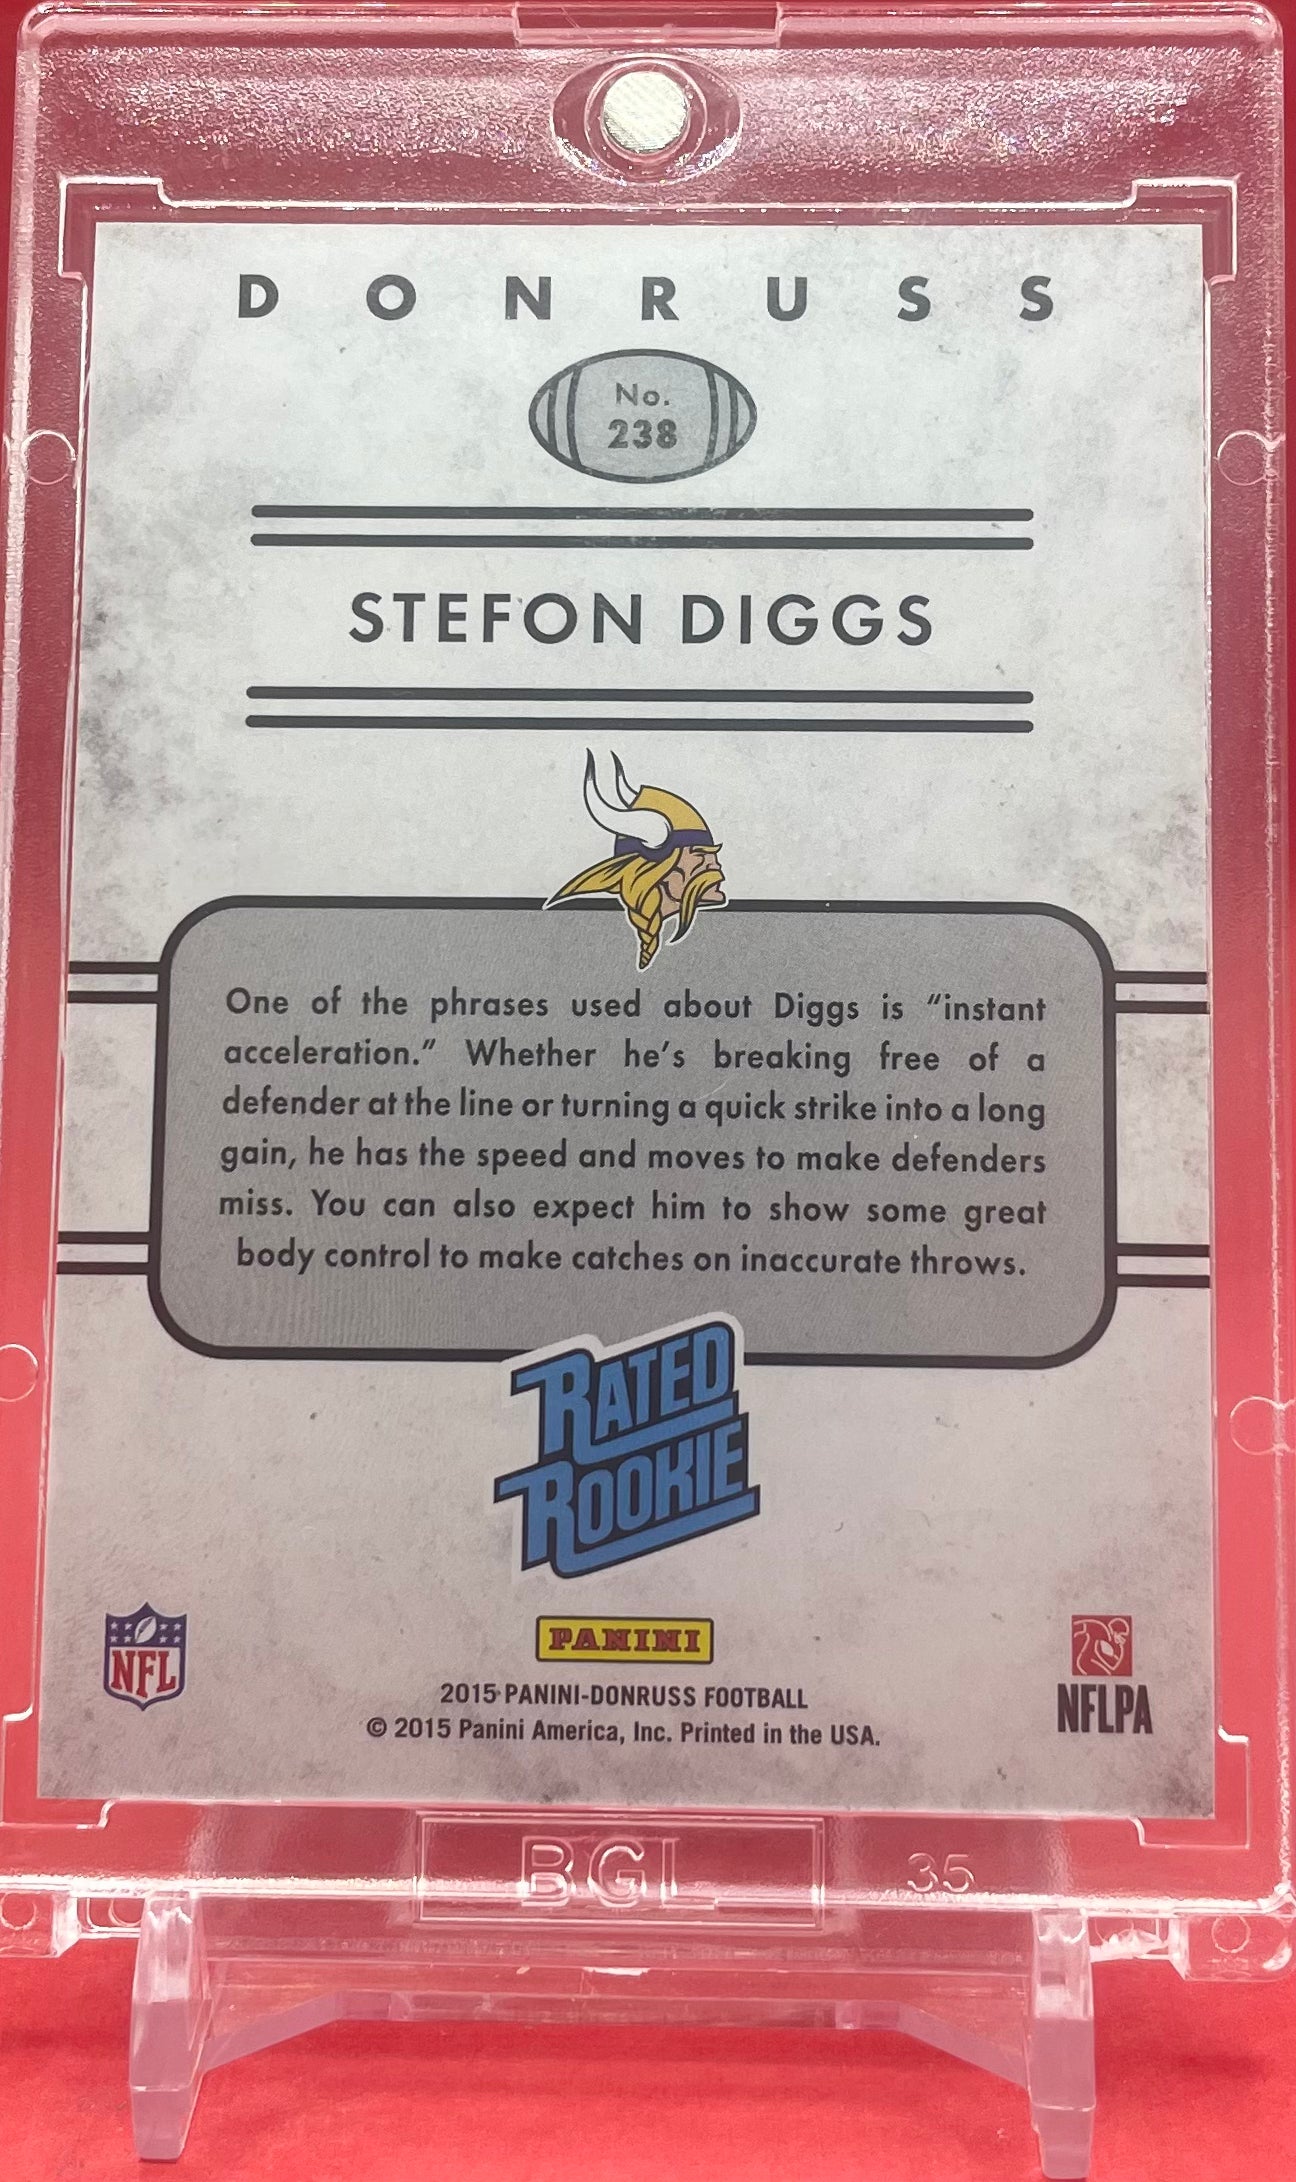 DONRUSS
No.
238
STEFON DIGGS
One of the phrases used about Diggs is “instant
acceleration.” Whether he's breaking free of a
defender at the line or turning a quick strike into a long
gain, he has the speed and moves to make defenders
miss. You can also expect him to show some great
body control to make catches on inaccurate throws.
RATED
ROOKIE
NFL
PANINI
2015 PANINI-DONRUSS FOOTBALL
© 2015 Panini America, Inc. Printed in the USA.
NFLPA
BGL 35